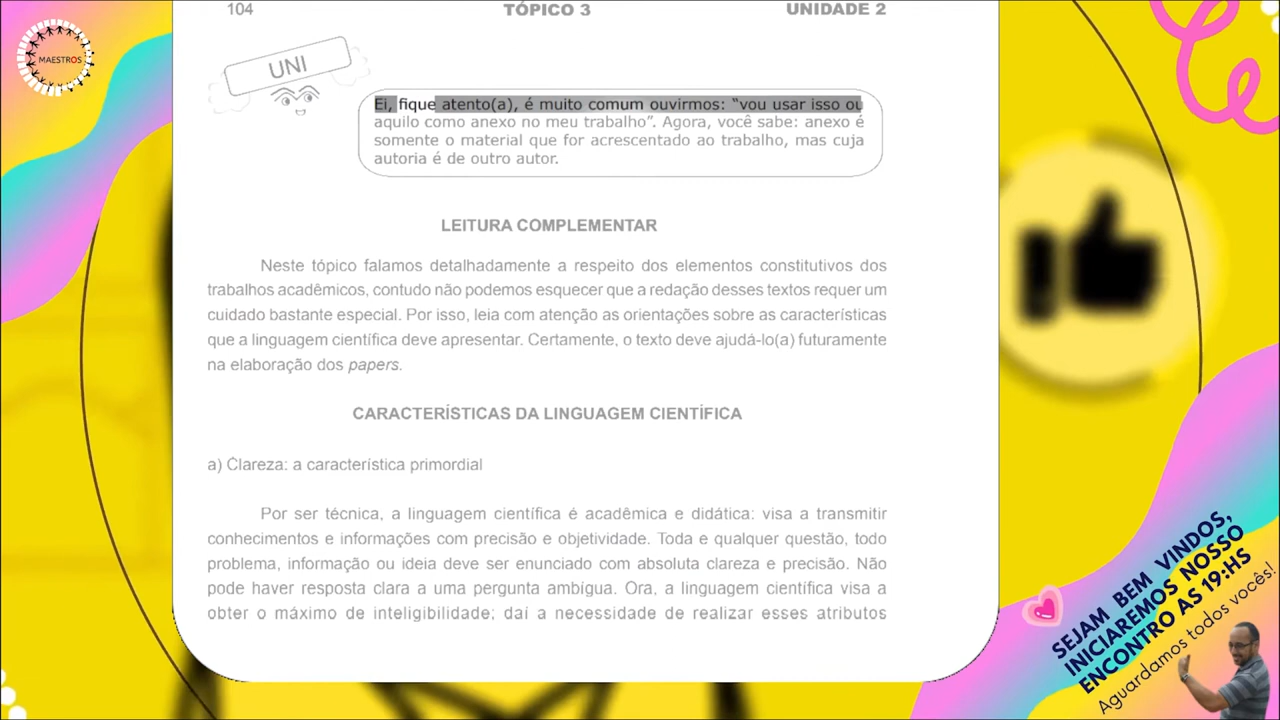 MAESTROS
104 TÓPICO 3 UNIDADE 2
UNI
Ei, fique atento(a), é muito comum ouvirmos: “vou usar isso ou
aquilo como anexo no meu trabalho”. Agora, você sabe: anexo é
somente o material que for acrescentado ao trabalho, mas cuja
autoria é de outro autor.
LEITURA COMPLEMENTAR
Neste tópico falamos detalhadamente a respeito dos elementos constitutivos dos
trabalhos acadêmicos, contudo não podemos esquecer que a redação desses textos requer um
cuidado bastante especial. Por isso, leia com atenção as orientações sobre as características
que a linguagem científica deve apresentar. Certamente, o texto deve ajudá-lo(a) futuramente
na elaboração dos papers.
CARACTERÍSTICAS DA LINGUAGEM CIENTÍFICA
a) Clareza: a característica primordial
Por ser técnica, a linguagem científica é acadêmica e didática: visa a transmitir
conhecimentos e informações com precisão e objetividade. Toda e qualquer questão, todo
problema, informação ou ideia deve ser enunciado com absoluta clareza e precisão. Não
pode haver resposta clara a uma pergunta ambígua. Ora, a linguagem científica visa a
obter o máximo de inteligibilidade; daí a necessidade de realizar esses atributos
SEJAM BEM VINDOS,
INICIAREMOS NOSSO
ENCONTRO AS 19:HS
Aguardamos todos vocês!